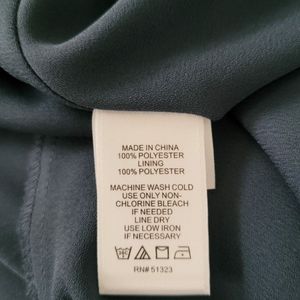 MADE IN CHINA
100% POLYESTER
LINING
100% POLYESTER
MACHINE WASH COLD
USE ONLY NON-
CHLORINE BLEACH
IF NEEDED
LINE DRY
USE LOW IRON
IF NECESSARY
RN# 51323